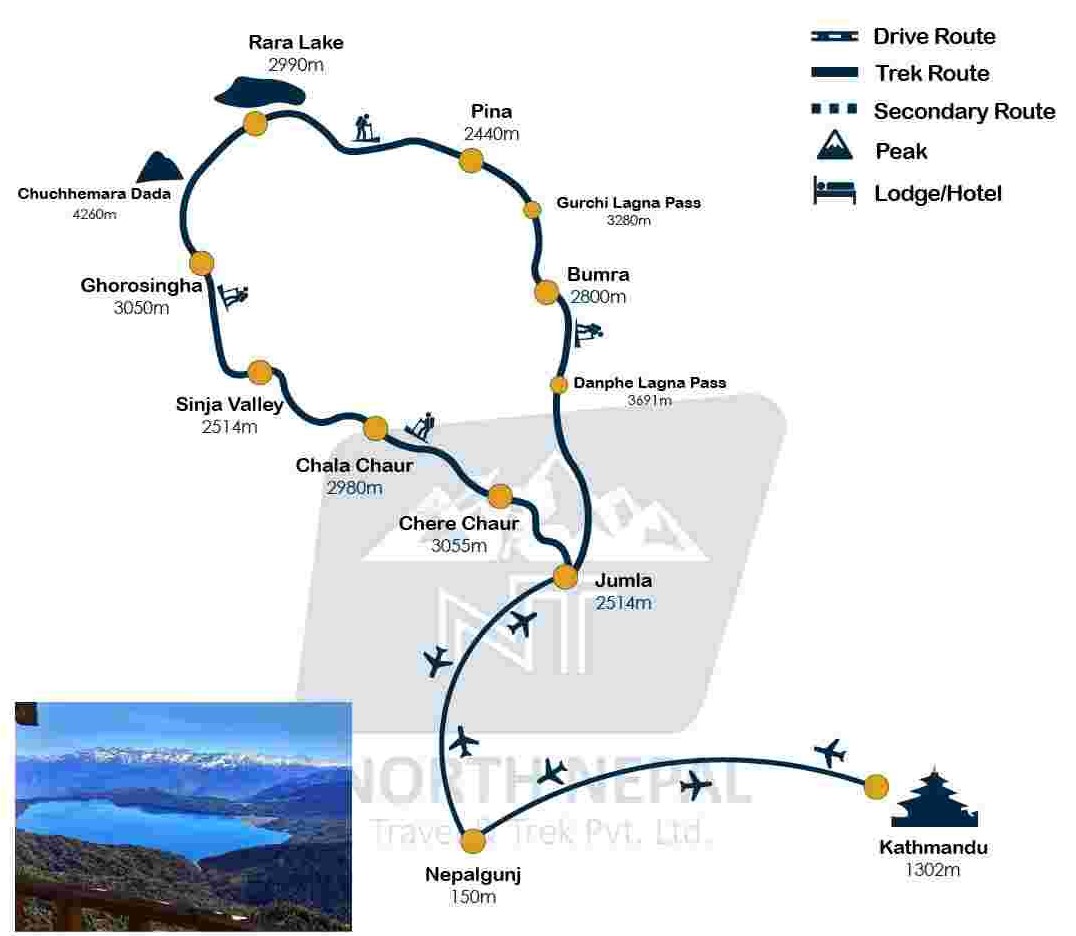 Rara Lake
2990m
Pina
2440m
Chuchhemara Dada
4260m
Gurchi Lagna Pass
3280m
Ghorosingha
3050m
Bumra
2800m
Sinja Valley
2514m
Danphe Lagna Pass
3691m
Chala Chaur
2980m
Chere Chaur
3055m
Jumla
2514m
Nepalgunj
150m
Kathmandu
1302m
Drive Route
Trek Route
Secondary Route
Peak
Lodge/Hotel
NT
NORTH NEPAL
Travel & Trek Pvt. Ltd.